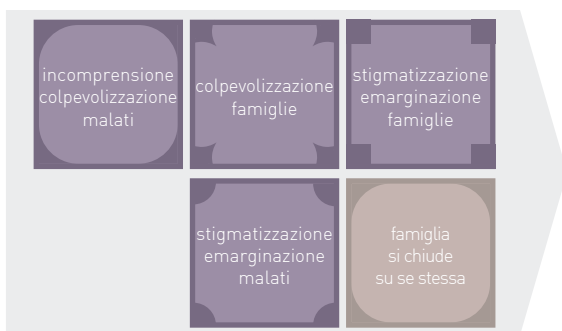 incomprensione
colpevolizzazione
malati
colpevolizzazione
famiglie
stigmatizzazione
emarginazione
famiglie
stigmatizzazione
emarginazione
malati
famiglia
si chiude
su se stessa